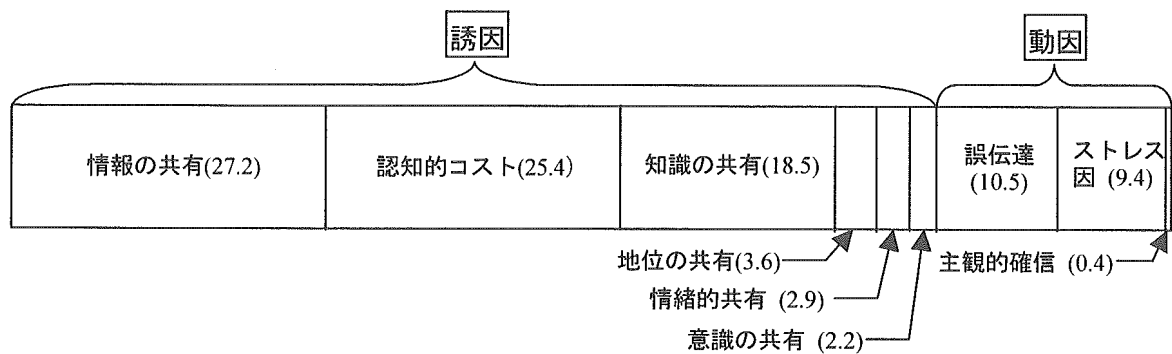 誘因
動因
情報の共有(27.2)
認知的コスト(25.4)
知識の共有(18.5)
誤伝達
(10.5)
ストレス
因 (9.4)
地位の共有(3.6)
主観的確信 (0.4)
情緒的共有 (2.9)
意識の共有 (2.2)